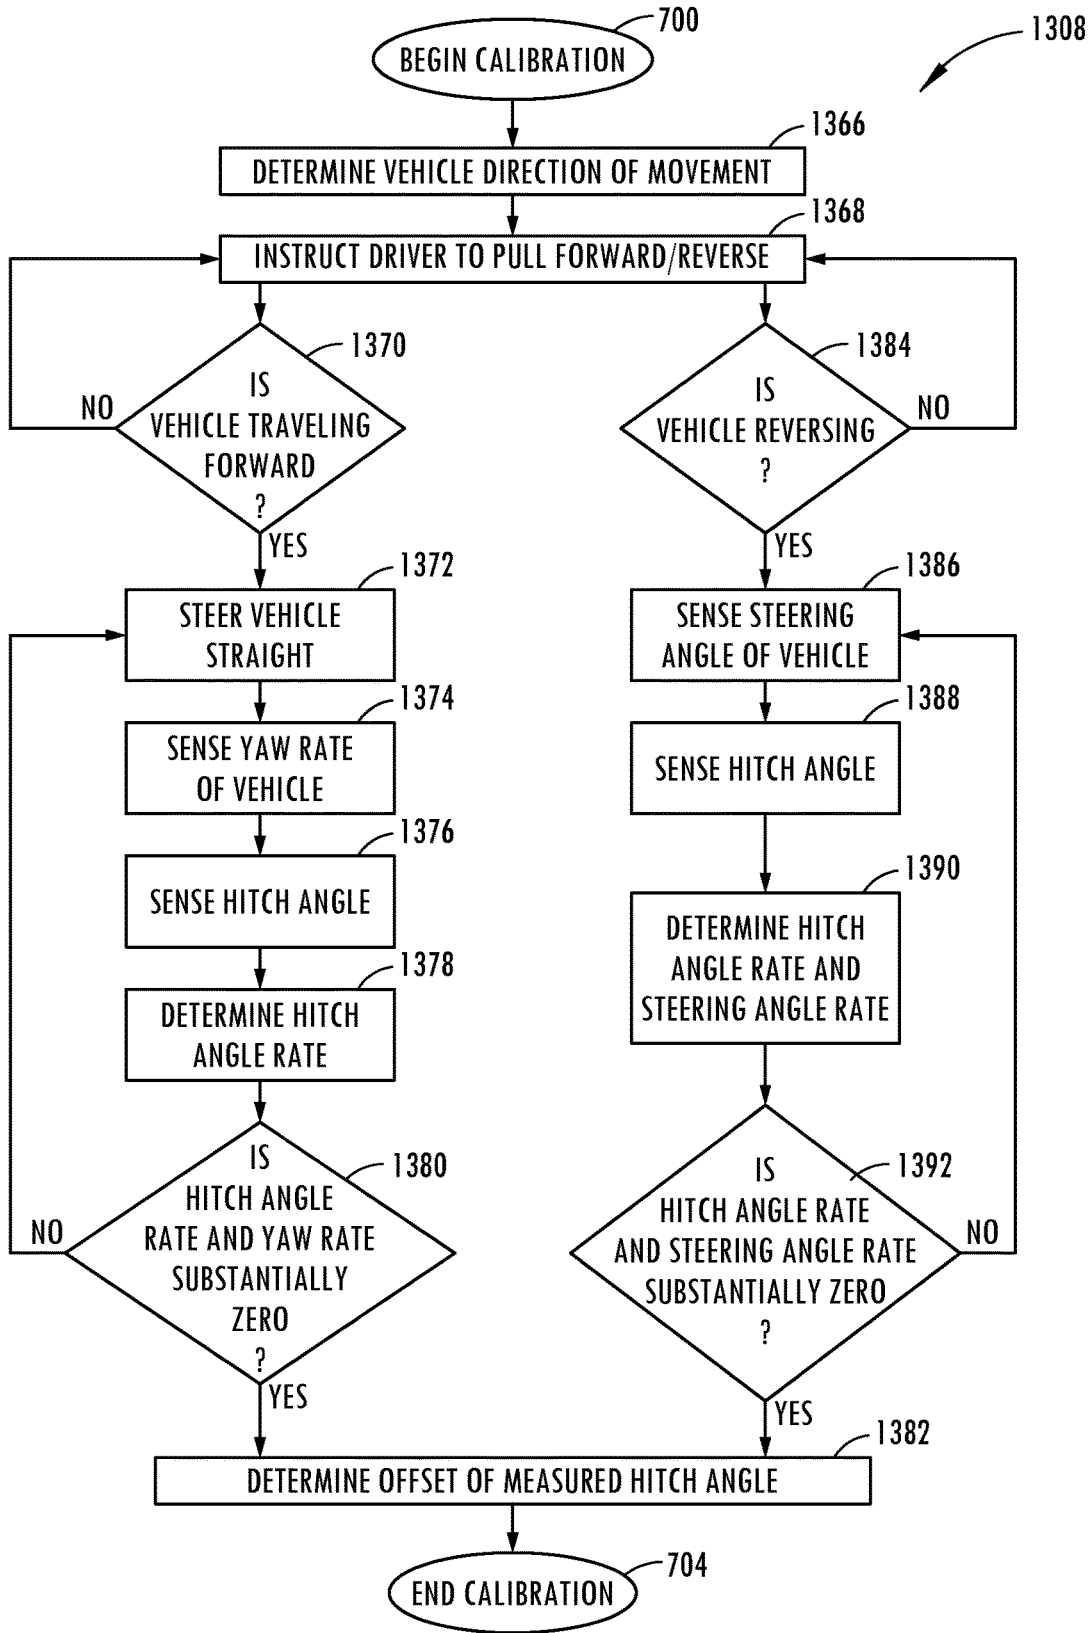 700
BEGIN CALIBRATION
1308
1366
DETERMINE VEHICLE DIRECTION OF MOVEMENT
1368
INSTRUCT DRIVER TO PULL FORWARD/REVERSE
1370
IS
VEHICLE TRAVELING
FORWARD
?
NO
YES
1372
STEER VEHICLE
STRAIGHT
1374
SENSE YAW RATE
OF VEHICLE
1376
SENSE HITCH ANGLE
1378
DETERMINE HITCH
ANGLE RATE
1380
IS
HITCH ANGLE
RATE AND YAW RATE
SUBSTANTIALLY
ZERO
?
NO
YES
1384
IS
VEHICLE REVERSING
?
NO
YES
1386
SENSE STEERING
ANGLE OF VEHICLE
1388
SENSE HITCH ANGLE
1390
DETERMINE HITCH
ANGLE RATE AND
STEERING ANGLE RATE
1392
IS
HITCH ANGLE RATE
AND STEERING ANGLE RATE
SUBSTANTIALLY ZERO
?
NO
YES
1382
DETERMINE OFFSET OF MEASURED HITCH ANGLE
704
END CALIBRATION